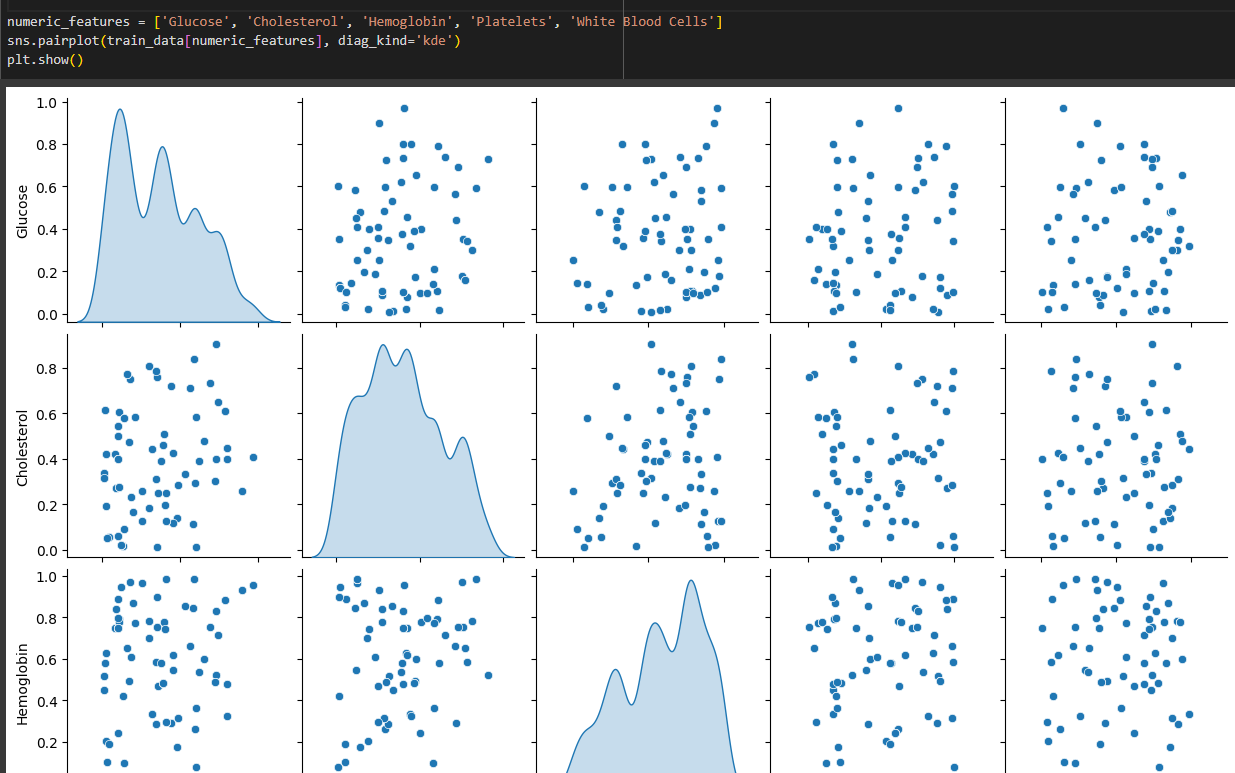 numeric_features = ['Glucose', 'Cholesterol', 'Hemoglobin', 'Platelets', 'White Blood Cells']
sns.pairplot(train_data[numeric_features], diag_kind='kde')
plt.show()
1.0
0.8
0.6
0.4
0.2
0.0
Glucose
0.8
0.6
0.4
0.2
0.0
Cholesterol
1.0
0.8
0.6
0.4
0.2
Hemoglobin